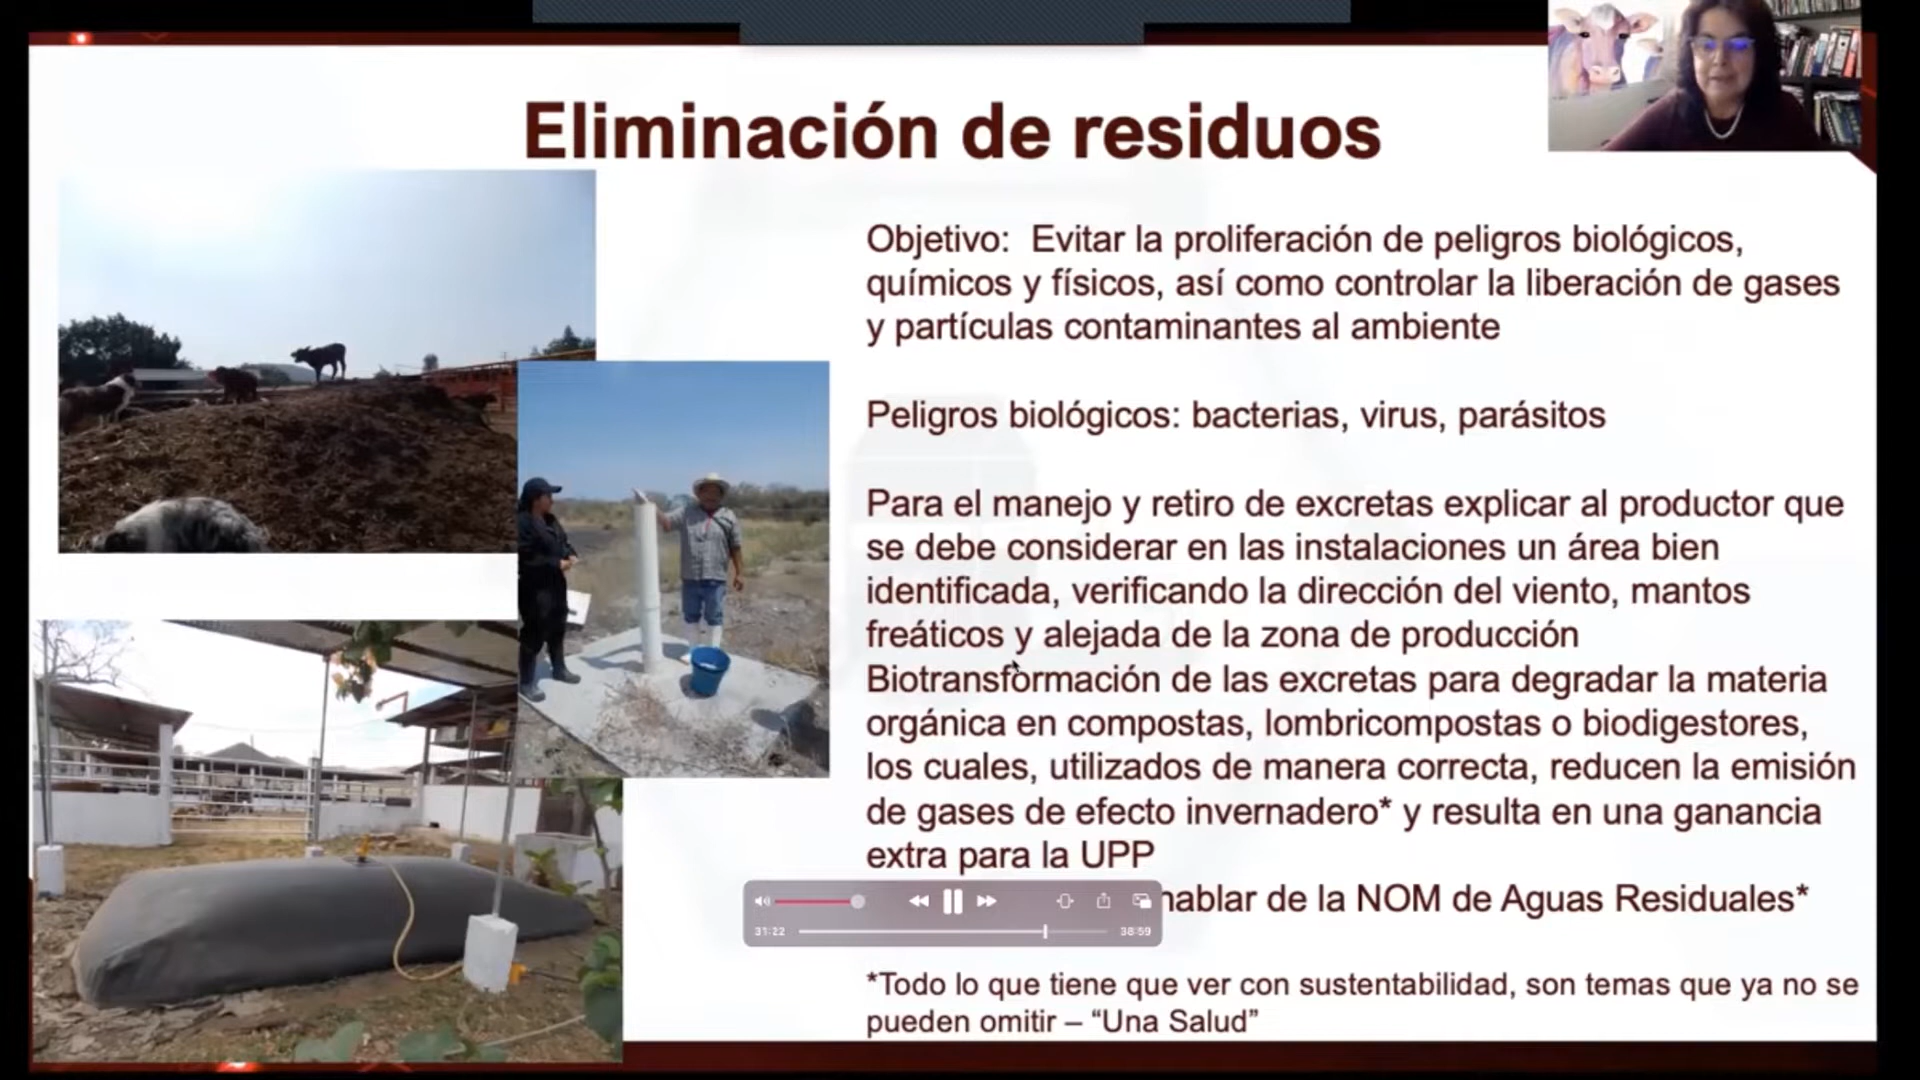 Eliminación de residuos
Objetivo: Evitar la proliferación de peligros biológicos,
químicos y físicos, así como controlar la liberación de gases
y partículas contaminantes al ambiente
Peligros biológicos: bacterias, virus, parásitos
Para el manejo y retiro de excretas explicar al productor que
se debe considerar en las instalaciones un área bien
identificada, verificando la dirección del viento, mantos
freáticos y alejada de la zona de producción
Biotransformación de las excretas para degradar la materia
orgánica en compostas, lombricompostas o biodigestores,
los cuales, utilizados de manera correcta, reducen la emisión
de gases de efecto invernadero* y resulta en una ganancia
extra para la UPP
hablar de la NOM de Aguas Residuales*
31:22
38:59
*Todo lo que tiene que ver con sustentabilidad, son temas que ya no se
pueden omitir – “Una Salud”